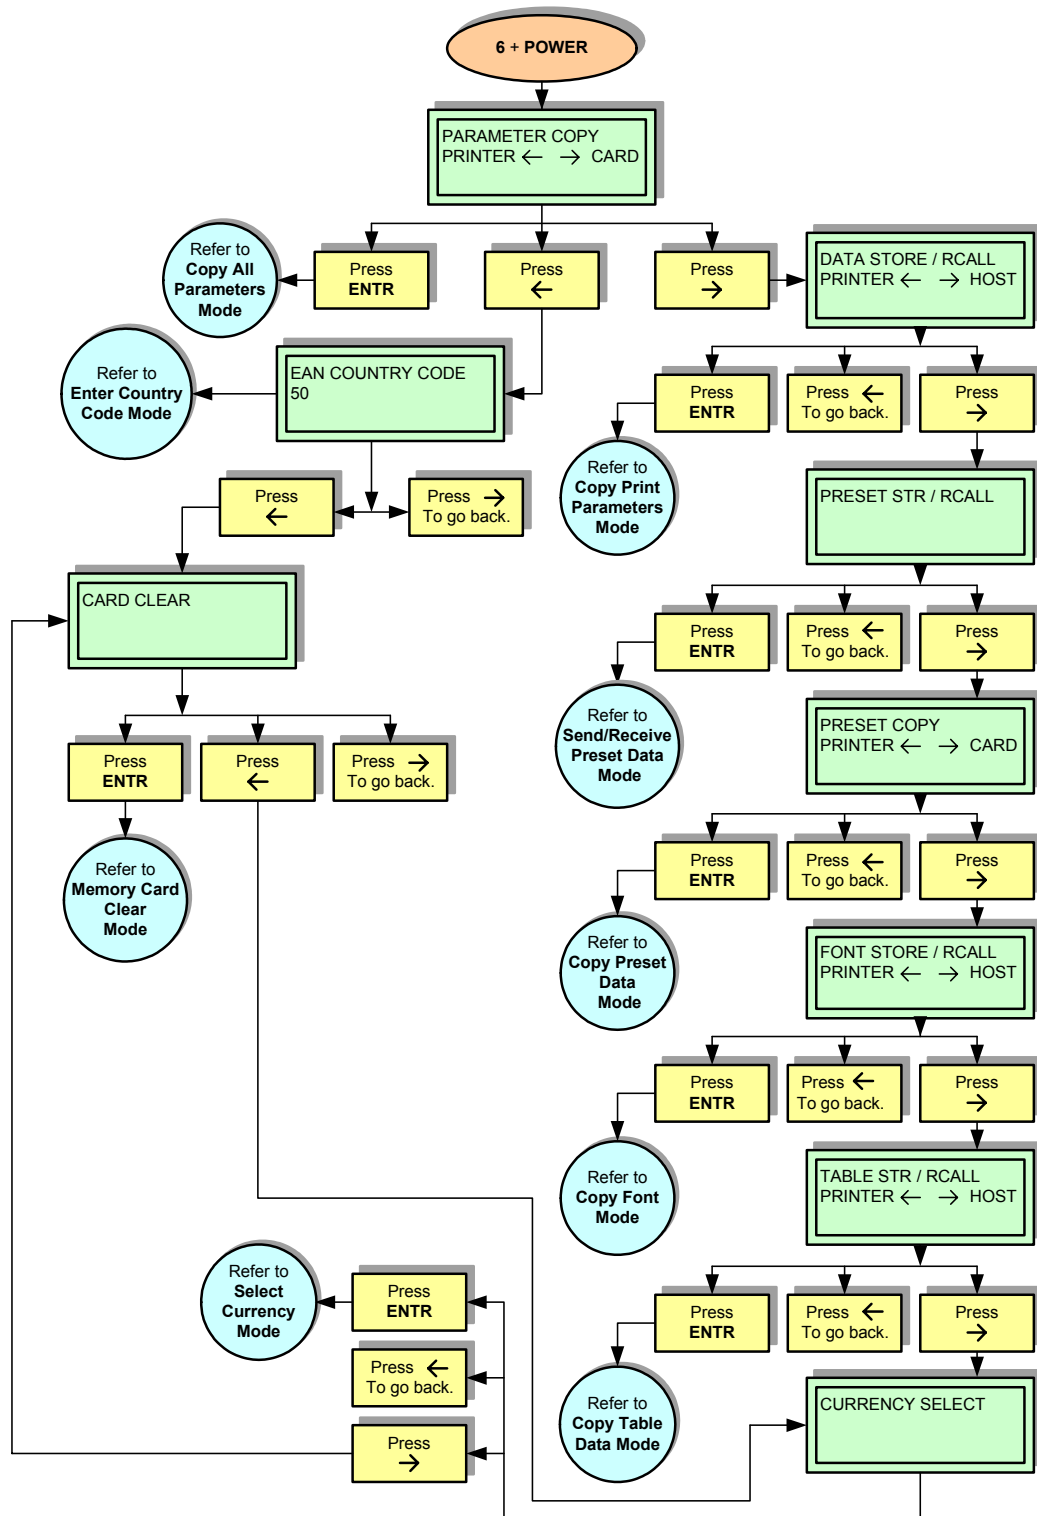 6 + POWER
PARAMETER COPY
PRINTER ← → CARD
Press
ENTR
Press
←
Press
→
Refer to
Copy All
Parameters
Mode
DATA STORE / RCALL
PRINTER ← → HOST
EAN COUNTRY CODE
50
Refer to
Enter Country
Code Mode
Press
ENTR
Press ←
To go back.
Press
→
Refer to
Copy Print
Parameters
Mode
Press
←
Press →
To go back.
PRESET STR / RCALL
CARD CLEAR
Press
ENTR
Press ←
To go back.
Press
→
Refer to
Send/Receive
Preset Data
Mode
PRESET COPY
PRINTER ← → CARD
Press
ENTR
Press
←
Press →
To go back.
Refer to
Memory Card
Clear
Mode
Press
ENTR
Press ←
To go back.
Press
→
Refer to
Copy Preset
Data
Mode
FONT STORE / RCALL
PRINTER ← → HOST
Press
ENTR
Press ←
To go back.
Press
→
Refer to
Copy Font
Mode
TABLE STR / RCALL
PRINTER ← → HOST
Refer to
Select
Currency
Mode
Press
ENTR
Press ←
To go back.
Press
→
Press
ENTR
Press ←
To go back.
Press
→
Refer to
Copy Table
Data Mode
CURRENCY SELECT